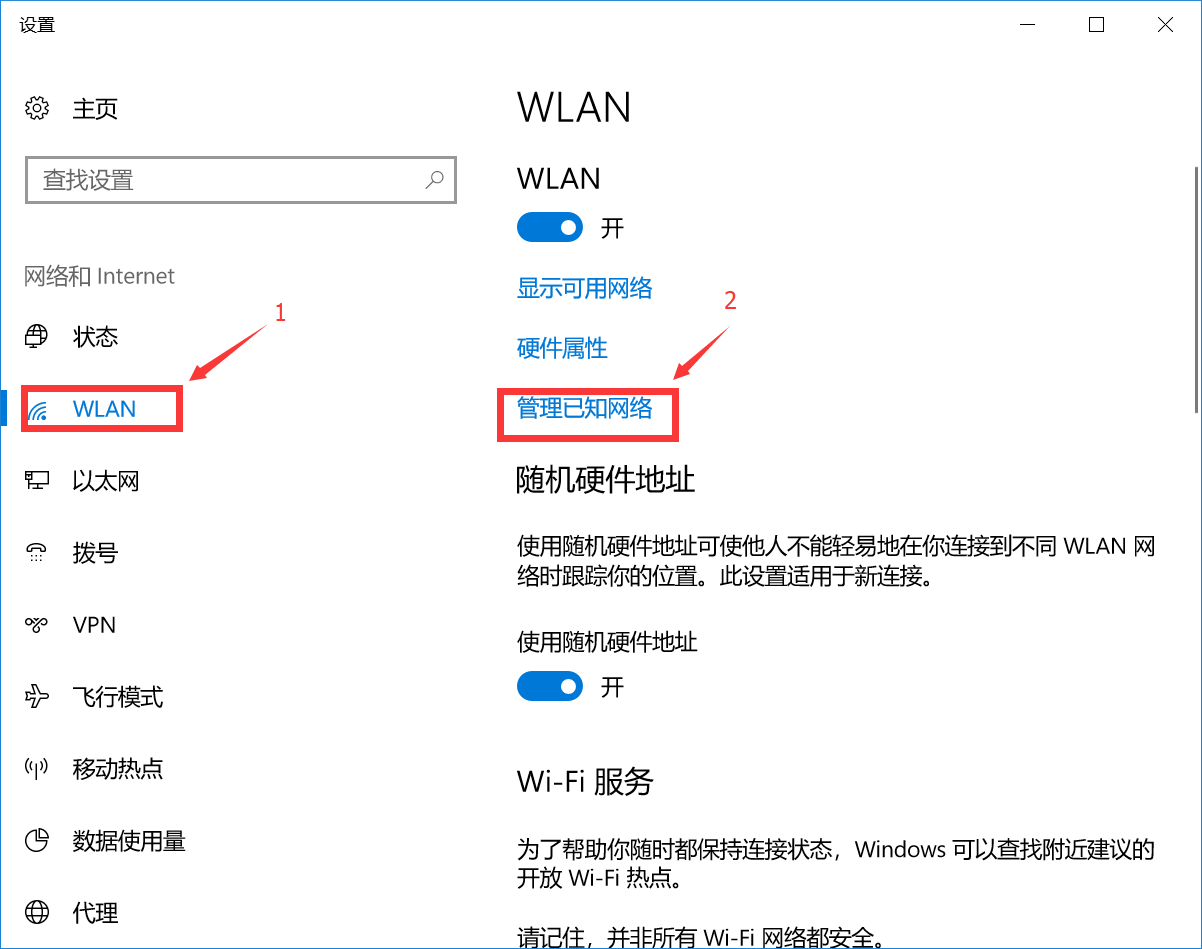 设置
主页
查找设置
网络和 Internet
1
状态
WLAN
以太网
拨号
VPN
飞行模式
移动热点
数据使用量
代理
WLAN
WLAN
开
显示可用网络
2
硬件属性
管理已知网络
随机硬件地址
使用随机硬件地址可使他人不能轻易地在你连接到不同 WLAN 网
络时跟踪你的位置。此设置适用于新连接。
使用随机硬件地址
开
Wi-Fi 服务
为了帮助你随时都保持连接状态，Windows 可以查找附近建议的
开放 Wi-Fi 热点。
请记住，并非所有 Wi-Fi 网络都安全。